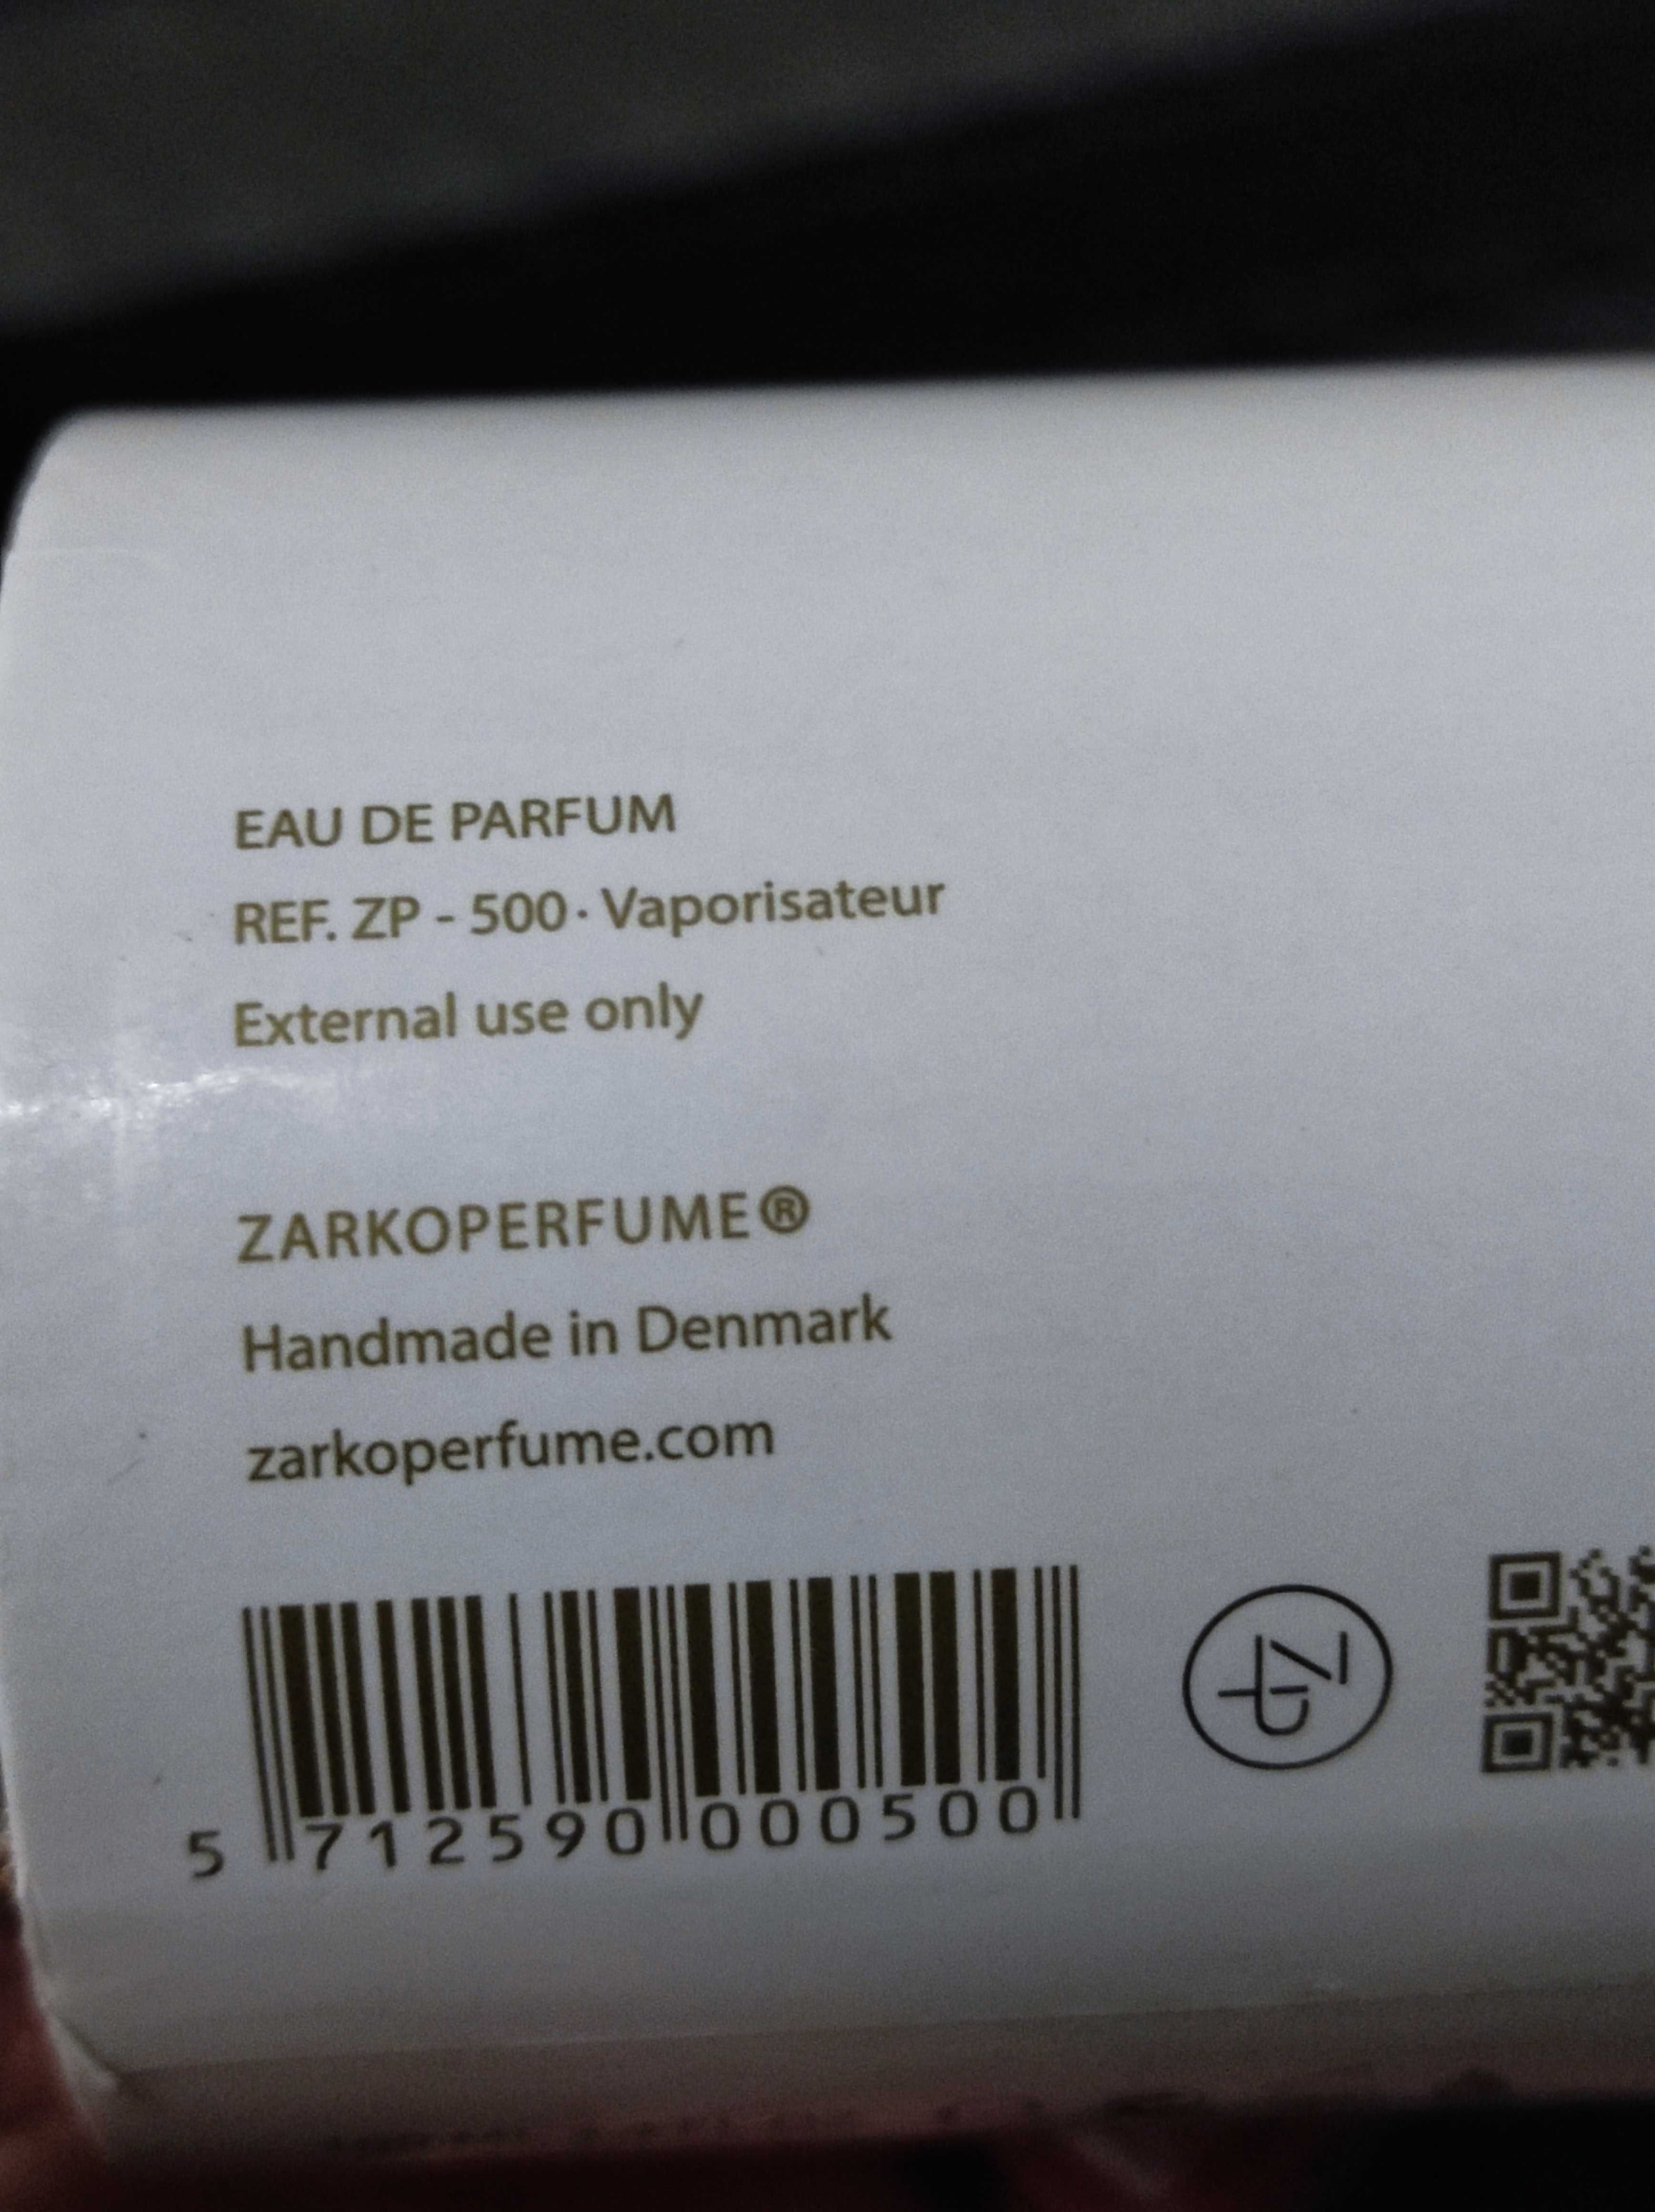 EAU DE PARFUM
REF. ZP - 500 · Vaporisateur
External use only
ZARKOPERFUME®
Handmade in Denmark
zarkoperfume.com
5 712590 000500
ZP